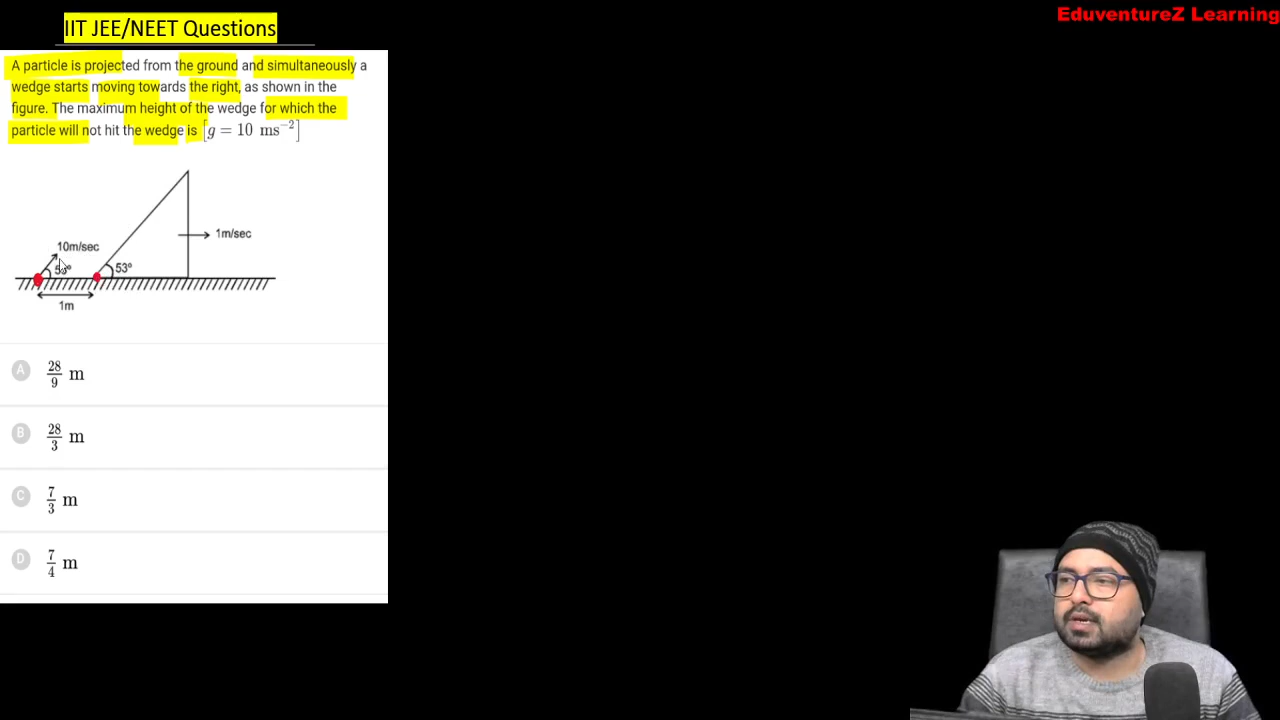 IIT JEE/NEET Questions
EduventureZ Learning
A particle is projected from the ground and simultaneously a
wedge starts moving towards the right, as shown in the
figure. The maximum height of the wedge for which the
particle will not hit the wedge is [g = 10 ms⁻²]
10m/sec
53°
53°
1m/sec
1m
A 28/9 m
B 28/3 m
C 7/3 m
D 7/4 m